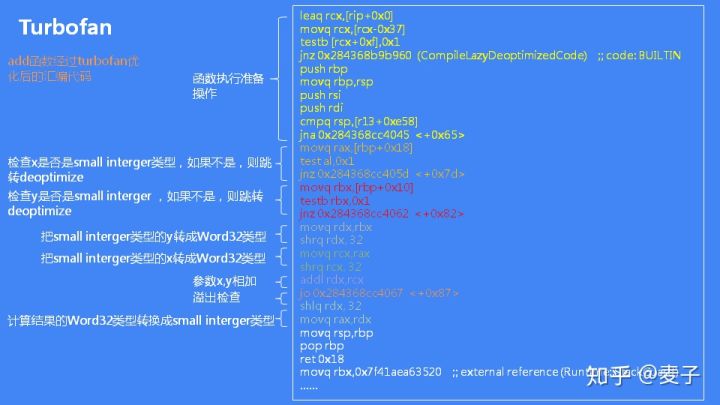 Turbofan
add函数经过turbofan优
化后的汇编代码
函数执行准备
操作
检查x是否是small interger类型，如果不是，则跳
转deoptimize
检查y是否是small interger ，如果不是，则跳转
deoptimize
把small interger类型的y转成Word32类型
把small interger类型的x转成Word32类型
参数x,y相加
溢出检查
计算结果的Word32类型转换成small interger类型
leaq rcx,[rip+0x0]
movq rcx,[rcx-0x37]
testb [rcx+0xf],0x1
jnz 0x284368b9b960 (CompileLazyDeoptimizedCode) ;; code: BUILTIN
push rbp
movq rbp,rsp
push rsi
push rdi
cmpq rsp,[r13+0xe58]
jna 0x284368cc4045 <+0x65>
movq rax,[rbp+0x18]
test al,0x1
jnz 0x284368cc405d <+0x7d>
movq rbx,[rbp+0x10]
testb rbx,0x1
jnz 0x284368cc4062 <+0x82>
movq rdx,rbx
shrq rdx, 32
movq rcx,rax
shrq rcx, 32
addl rdx,rcx
jo 0x284368cc4067 <+0x87>
shlq rdx, 32
movq rax,rdx
movq rsp,rbp
pop rbp
ret 0x18
movq rbx,0x7f41aea63520 ;; external reference
......
知乎 @麦子